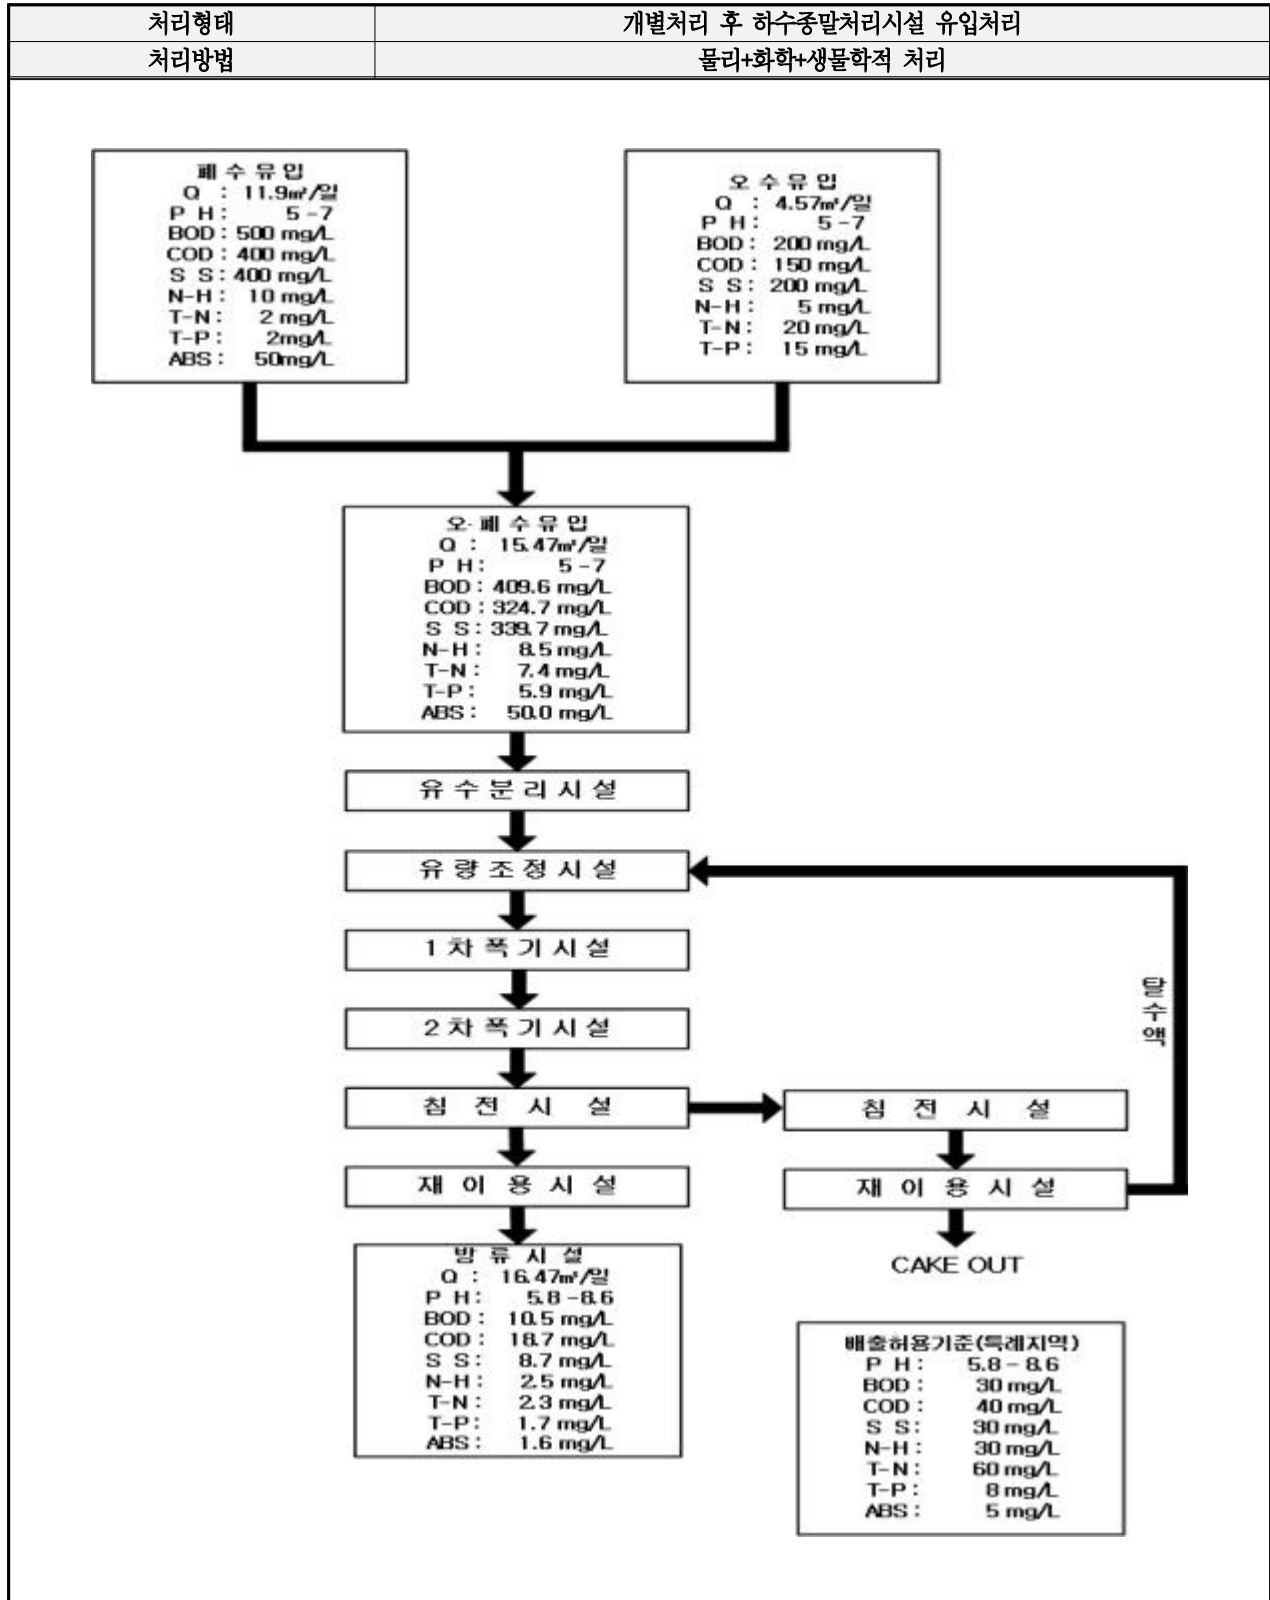 처리형태 개별처리 후 하수종말처리시설 유입처리
처리방법 물리+화학+생물학적 처리
폐 수 유 입
Q : 11.9㎥/일
P H : 5 -7
BOD : 500 mg/L
COD : 400 mg/L
S S : 400 mg/L
N-H : 10 mg/L
T-N : 2 mg/L
T-P : 2mg/L
ABS : 50mg/L
오 수 유 입
Q : 4.57㎥/일
P H : 5 -7
BOD : 200 mg/L
COD : 150 mg/L
S S : 200 mg/L
N-H : 5 mg/L
T-N : 20 mg/L
T-P : 15 mg/L
오·폐 수 유 입
Q : 15.47㎥/일
P H : 5 -7
BOD : 409.6 mg/L
COD : 324.7 mg/L
S S : 339.7 mg/L
N-H : 8.5 mg/L
T-N : 7.4 mg/L
T-P : 5.9 mg/L
ABS : 50.0 mg/L
유 수 분 리 시 설
유 량 조 정 시 설
1 차 폭 기 시 설
2 차 폭 기 시 설
탈수액
침 전 시 설
침 전 시 설
재 이 용 시 설
재 이 용 시 설
CAKE OUT
방 류 시 설
Q : 16.47㎥/일
P H : 5.8 -8.6
BOD : 10.5 mg/L
COD : 18.7 mg/L
S S : 8.7 mg/L
N-H : 2.5 mg/L
T-N : 2.3 mg/L
T-P : 1.7 mg/L
ABS : 1.6 mg/L
배출허용기준(특례지역)
P H : 5.8 - 8.6
BOD : 30 mg/L
COD : 40 mg/L
S S : 30 mg/L
N-H : 30 mg/L
T-N : 60 mg/L
T-P : 8 mg/L
ABS : 5 mg/L